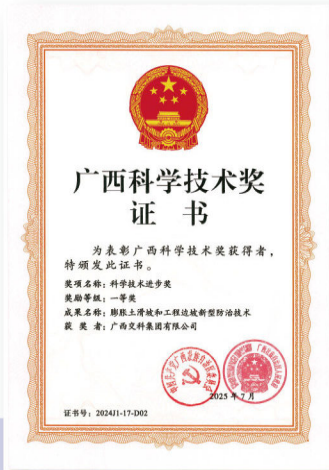 广西科学技术奖
证 书
为表彰广西科学技术奖获得者，
特颁发此证书。
奖项名称：科学技术进步奖
奖励等级：一等奖
成果名称：膨胀土滑坡和工程边坡新型防治技术
获 奖 者：广西交科集团有限公司
2025 年 7 月
证书号：2024J1-17-D02